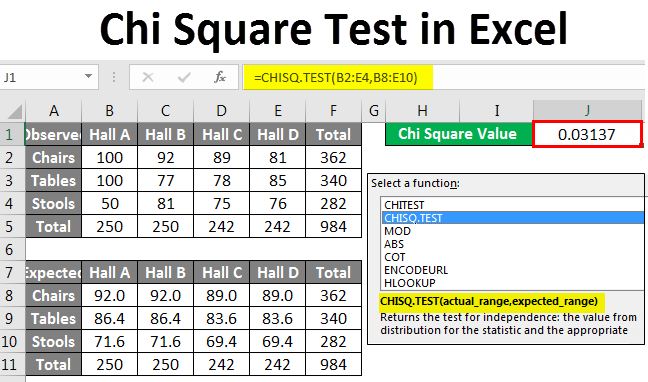 Chi Square Test in Excel
J1 fx =CHISQ.TEST(B2:E4,B8:E10)
A B C D E F G H I J
1 Observe Hall A Hall B Hall C Hall D Total Chi Square Value 0.03137
2 Chairs 100 92 89 81 362
3 Tables 100 77 78 85 340
4 Stools 50 81 75 76 282
5 Total 250 250 242 242 984
6
7 Expected Hall A Hall B Hall C Hall D Total
8 Chairs 92.0 92.0 89.0 89.0 362
9 Tables 86.4 86.4 83.6 83.6 340
10 Stools 71.6 71.6 69.4 69.4 282
11 Total 250 250 242 242 984
Select a function:
CHITEST
CHISQ.TEST
MOD
ABS
COT
ENCODEURL
HLOOKUP
CHISQ.TEST(actual_range,expected_range)
Returns the test for independence: the value from
distribution for the statistic and the appropriate